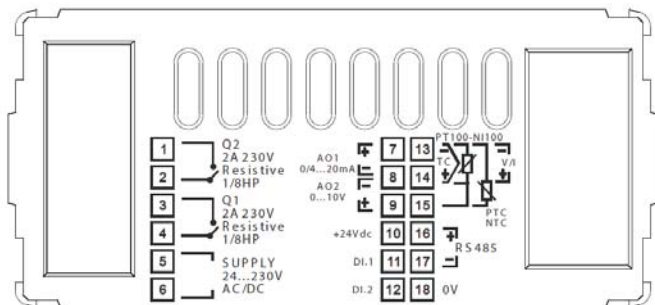 1
2
3
4
5
6
Q2
2A 230V
Resistive
1/8HP
Q1
2A 230V
Resistive
1/8HP
SUPPLY
24...230V
AC/DC
AO1
0/4...20mA
AO2
0...10V
+24Vdc
DI.1
DI.2
7 13
8 14
9 15
10 16
11 17
12 18
PT100-NI100
TC
V/I
PTC
NTC
RS485
0V